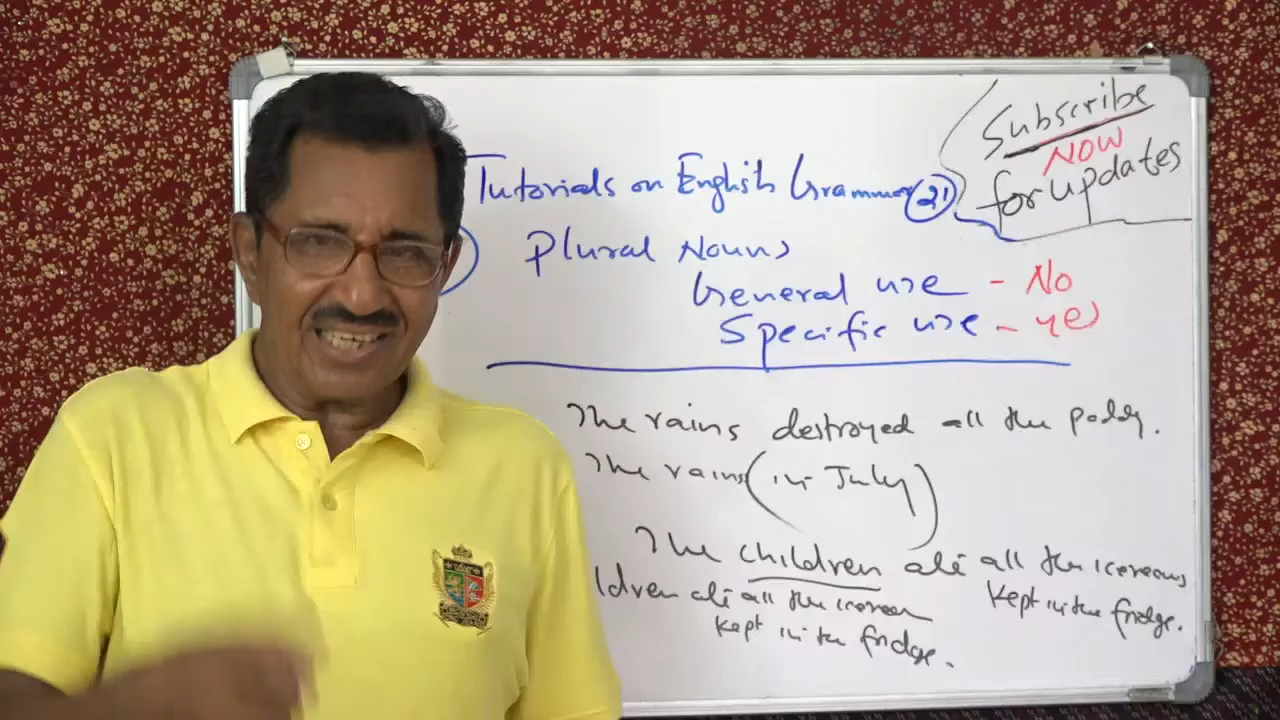 Subscribe
NOW
for updates
Tutorials on English Grammar 21
Plural Nouns
General use - No
Specific use - yes
The rains destroyed all the paddy.
The rains (in July)
The children ate all the icecreams
kept in the fridge.
ldren ate all the icecream
kept in the fridge.